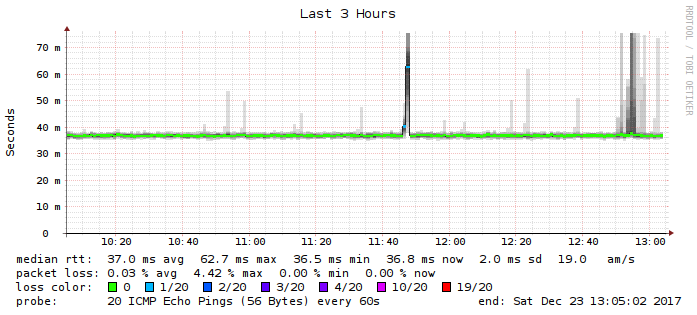 Last 3 Hours
RRDTOOL / TOBI OETIKER
Seconds
70 m
60 m
50 m
40 m
30 m
20 m
10 m
0
10:20 10:40 11:00 11:20 11:40 12:00 12:20 12:40 13:00
median rtt: 37.0 ms avg 62.7 ms max 36.5 ms min 36.8 ms now 2.0 ms sd 19.0 am/s
packet loss: 0.03 % avg 4.42 % max 0.00 % min 0.00 % now
loss color: 0 1/20 2/20 3/20 4/20 10/20 19/20
probe: 20 ICMP Echo Pings (56 Bytes) every 60s end: Sat Dec 23 13:05:02 2017